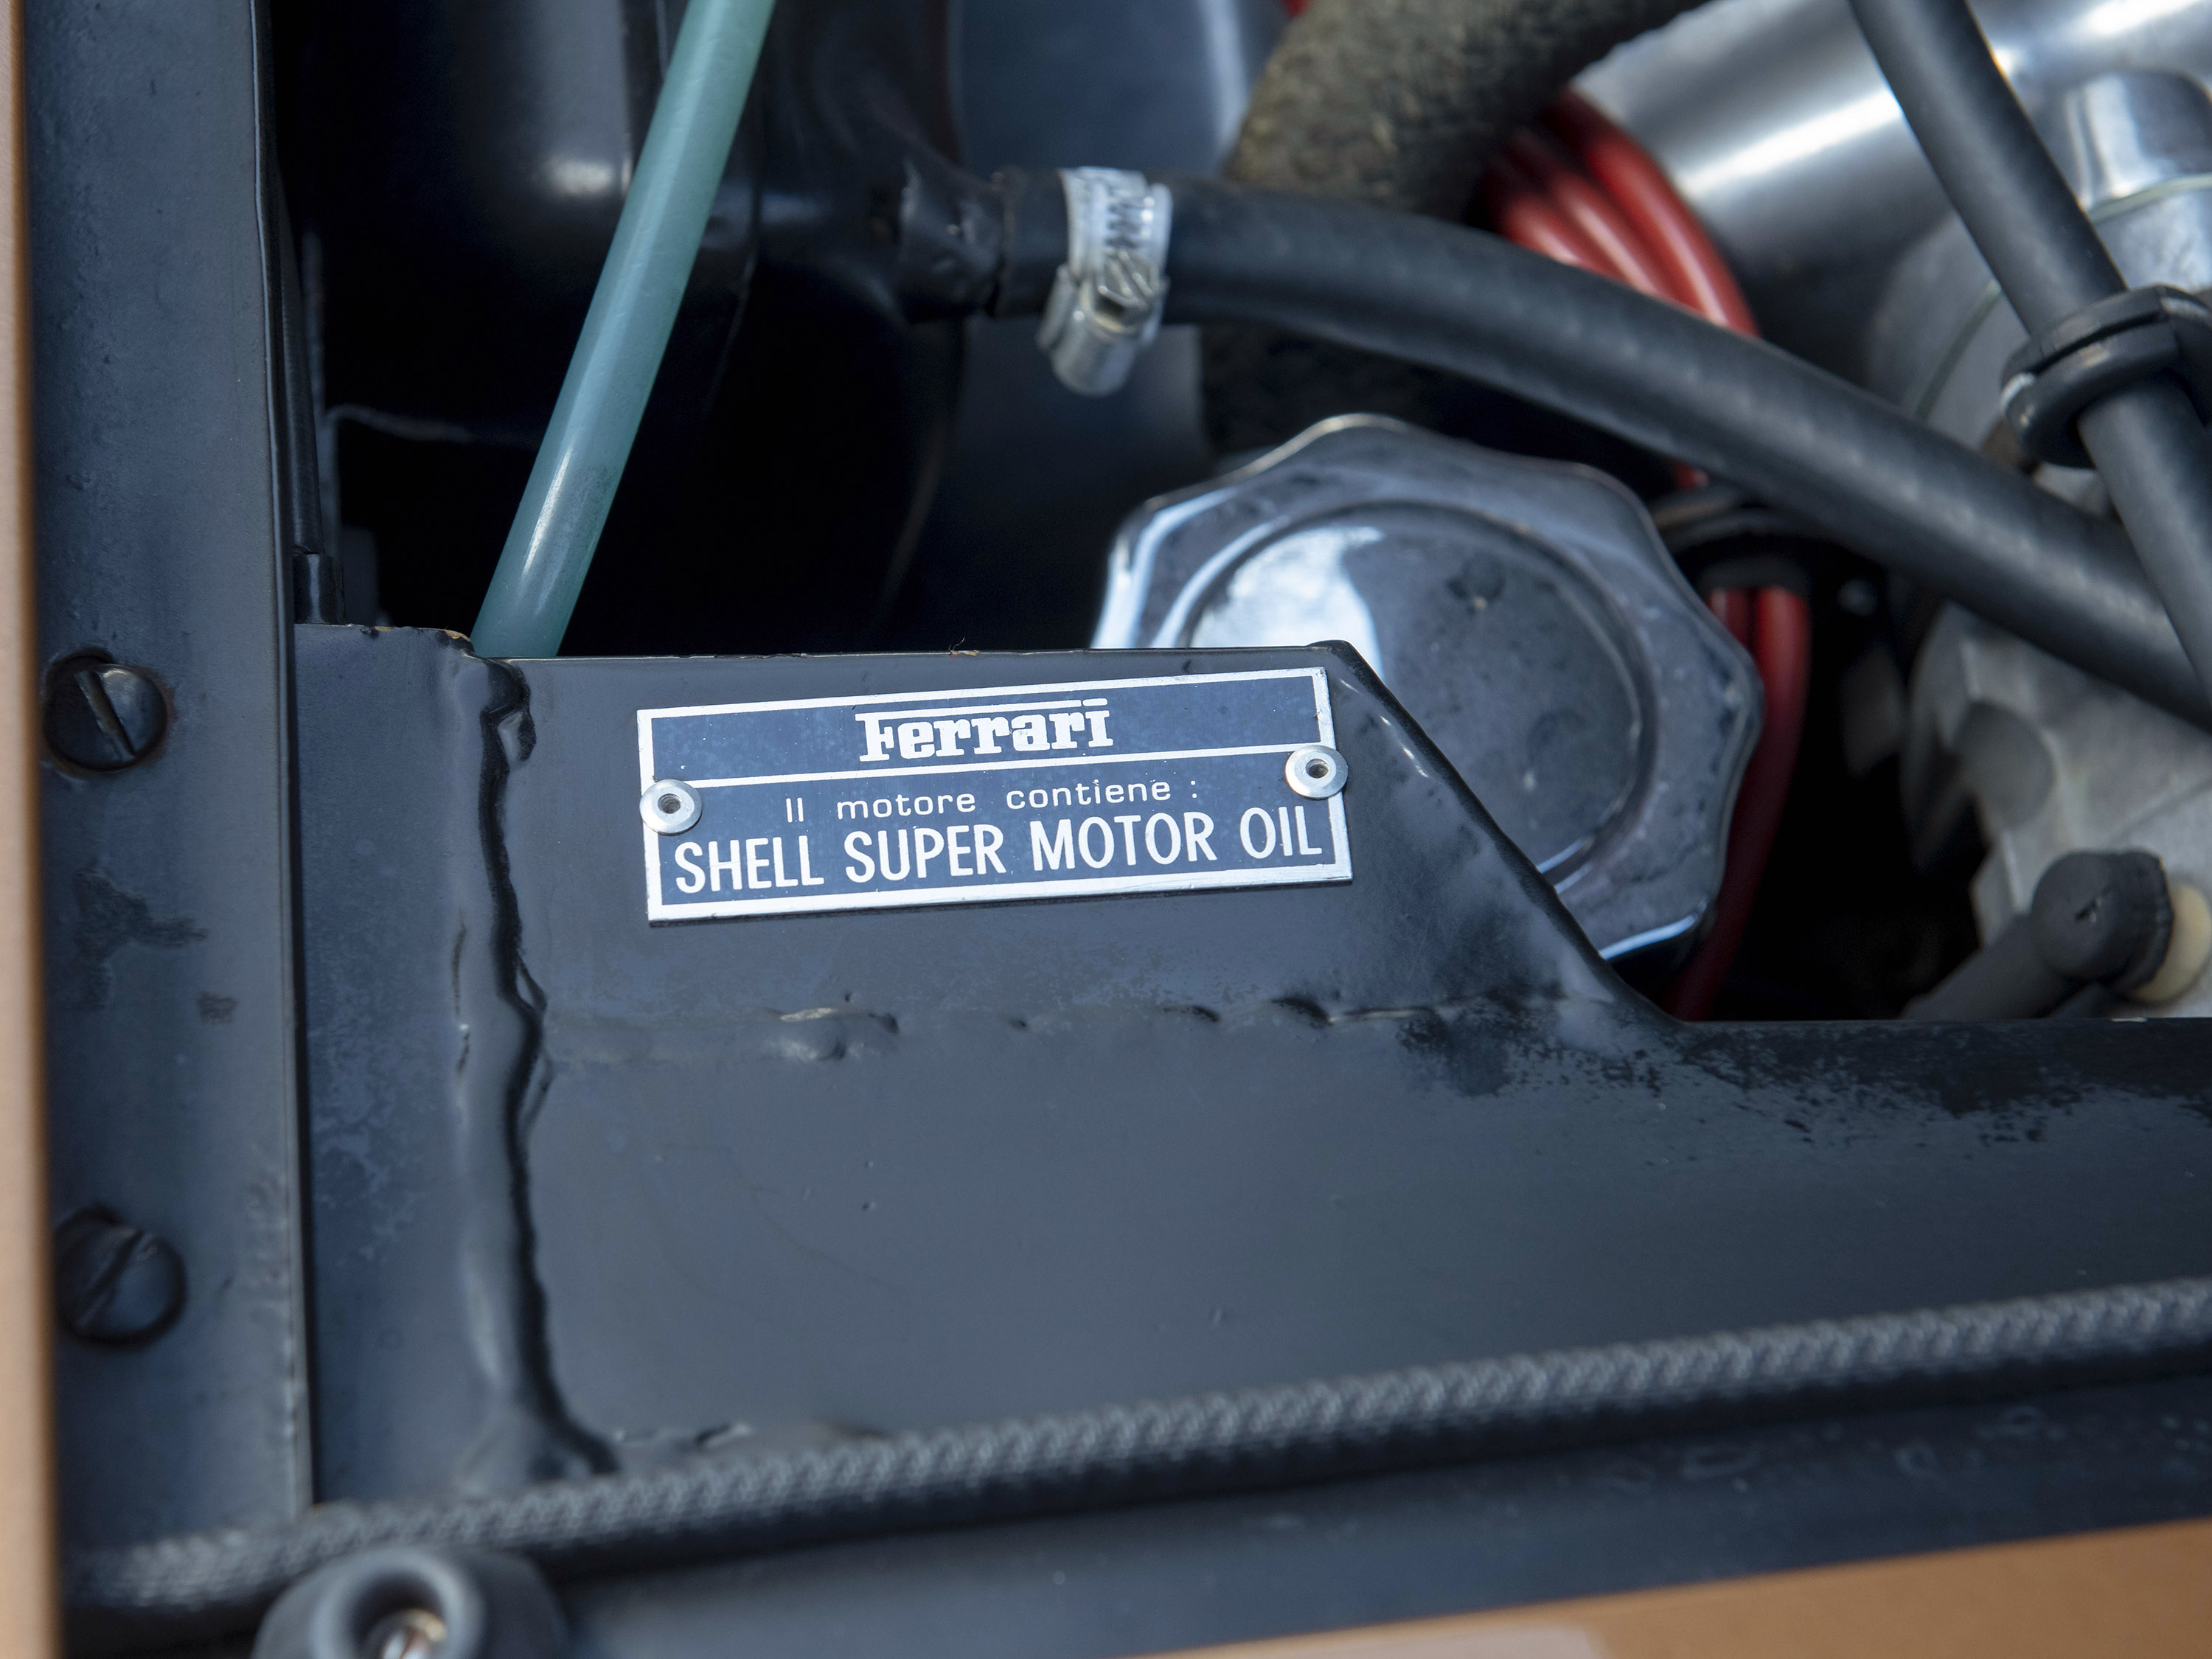 Ferrari
Il motore contiene :
SHELL SUPER MOTOR OIL